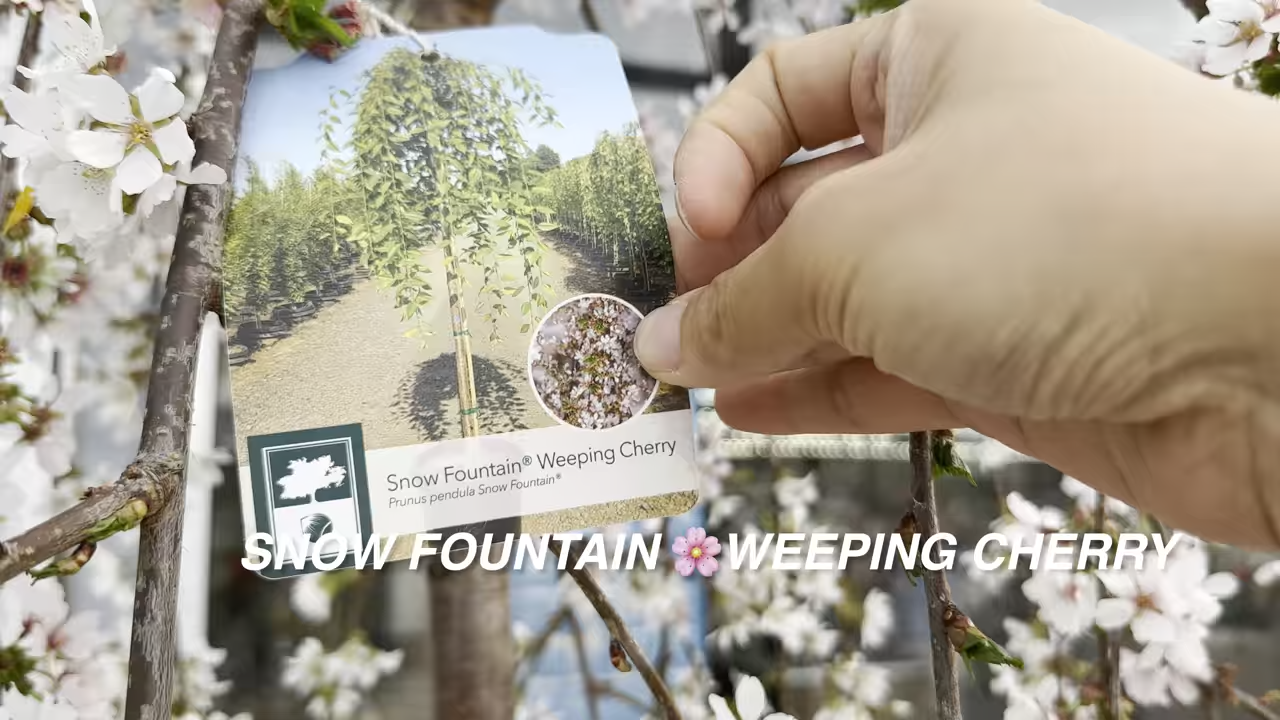 Snow Fountain® Weeping Cherry
Prunus pendula Snow Fountain®
SNOW FOUNTAIN🌸WEEPING CHERRY